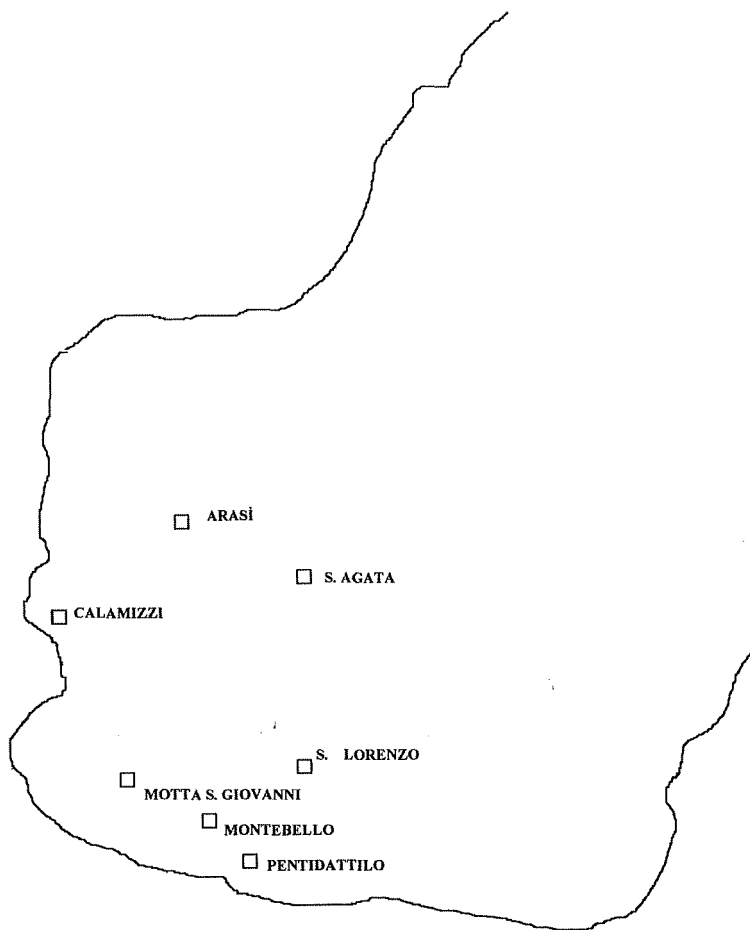 ARASÌ
S. AGATA
CALAMIZZI
S. LORENZO
MOTTA S. GIOVANNI
MONTEBELLO
PENTIDATTILO